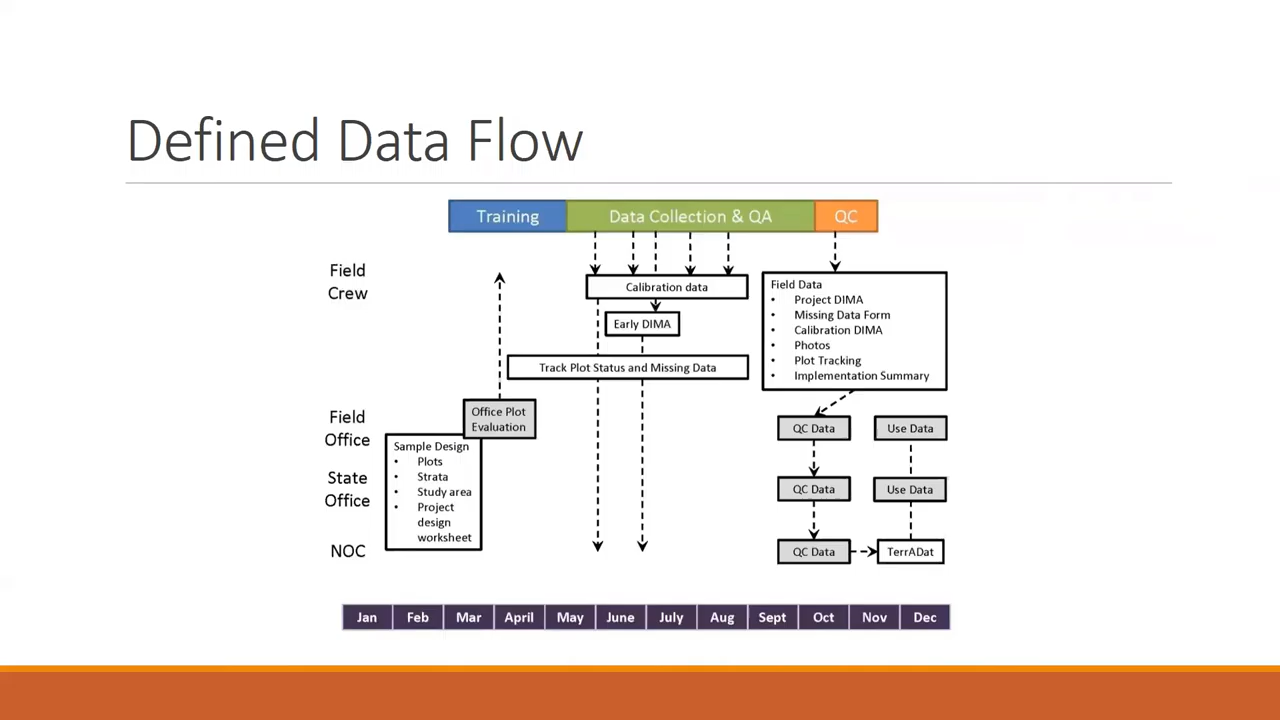 Defined Data Flow
Training
Data Collection & QA
QC
Field
Crew
Calibration data
Early DIMA
Track Plot Status and Missing Data
Field Data
• Project DIMA
• Missing Data Form
• Calibration DIMA
• Photos
• Plot Tracking
• Implementation Summary
Field
Office
Office Plot
Evaluation
QC Data
Use Data
Sample Design
• Plots
• Strata
• Study area
• Project
design
worksheet
State
Office
QC Data
Use Data
NOC
QC Data
TerrADat
Jan
Feb
Mar
April
May
June
July
Aug
Sept
Oct
Nov
Dec